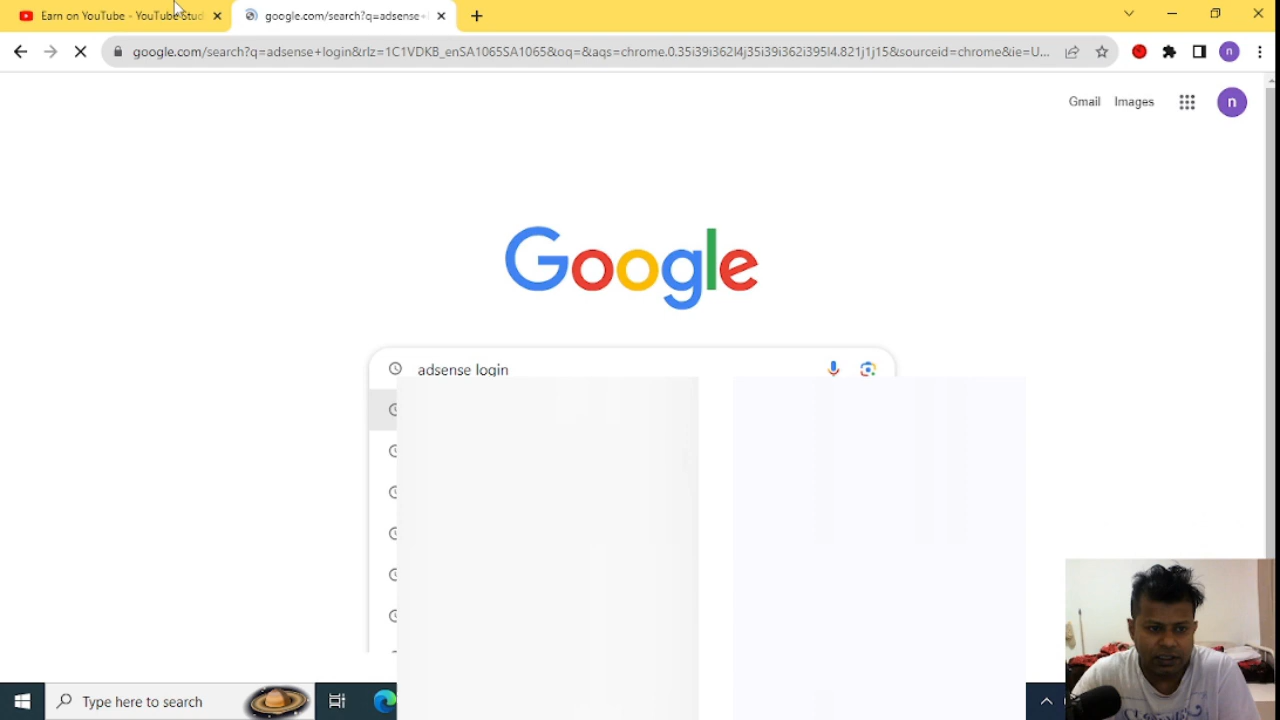 Earn on YouTube - YouTube Stud
google.com/search?q=adsense+l
google.com/search?q=adsense+login&rlz=1C1VDKB_enSA1065SA1065&oq=&aqs=chrome.0.35i39i362l4j35i39i362i395l4.821j1j15&sourceid=chrome&ie=U...
n
Gmail Images n
Google
adsense login
Type here to search